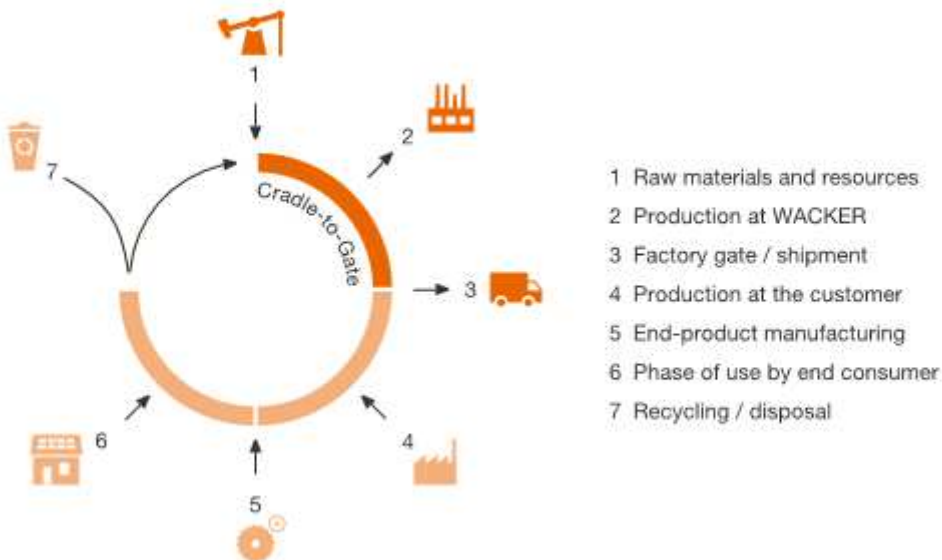 1
2
7
Cradle-to-Gate
3
6
4
5
1 Raw materials and resources
2 Production at WACKER
3 Factory gate / shipment
4 Production at the customer
5 End-product manufacturing
6 Phase of use by end consumer
7 Recycling / disposal